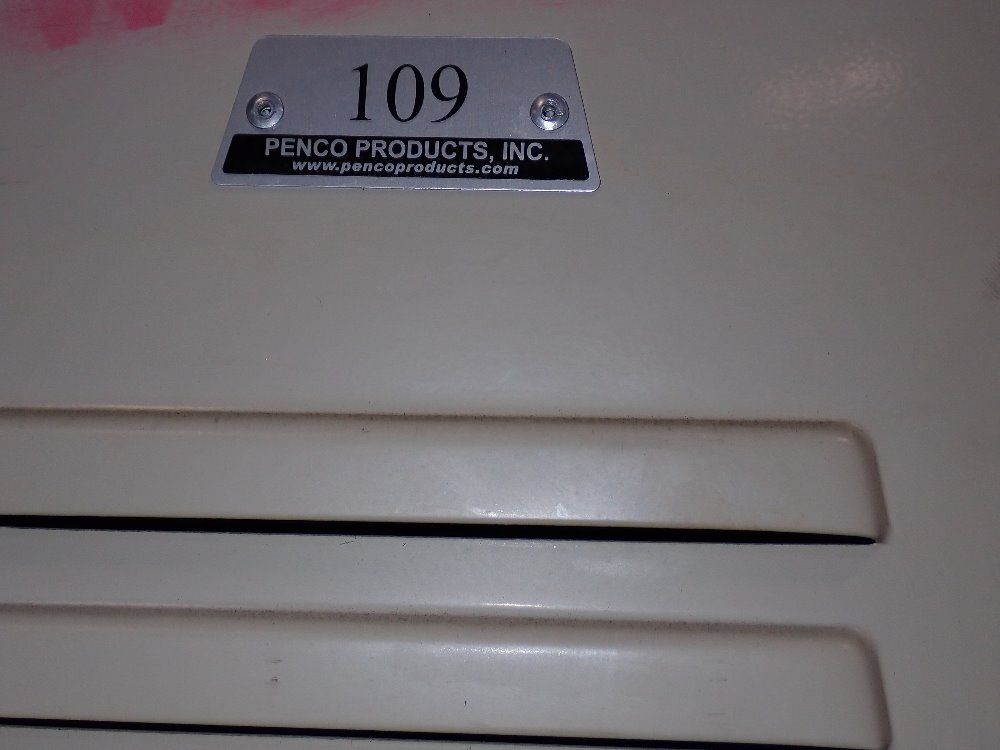 109
PENCO PRODUCTS, INC.
www.pencoproducts.com